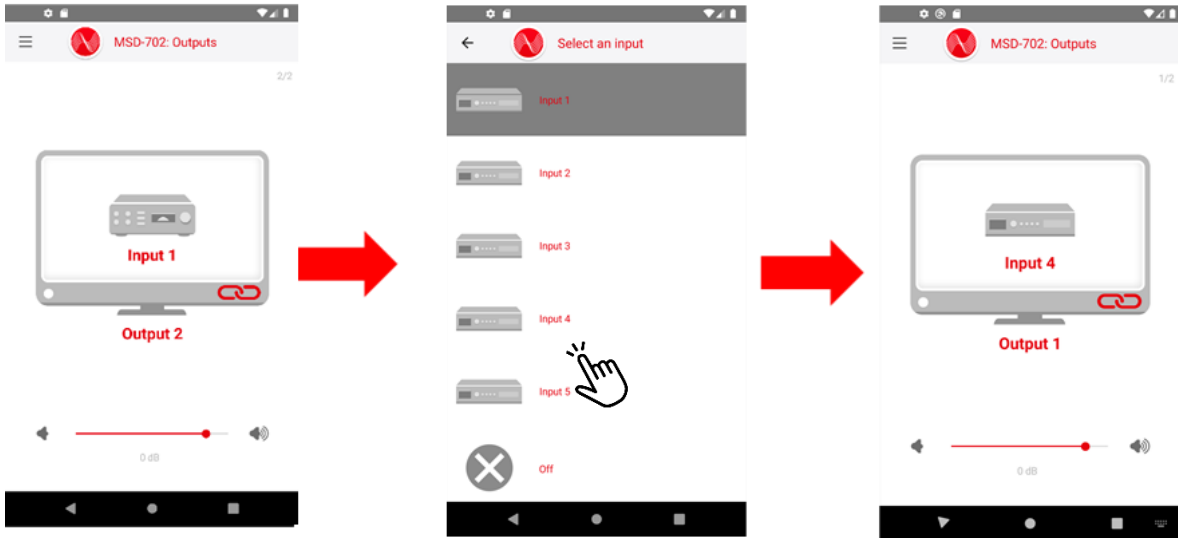 MSD-702: Outputs
2/2
Input 1
Output 2
0 dB
Select an input
Input 1
Input 2
Input 3
Input 4
Input 5
Off
MSD-702: Outputs
1/2
Input 4
Output 1
0 dB